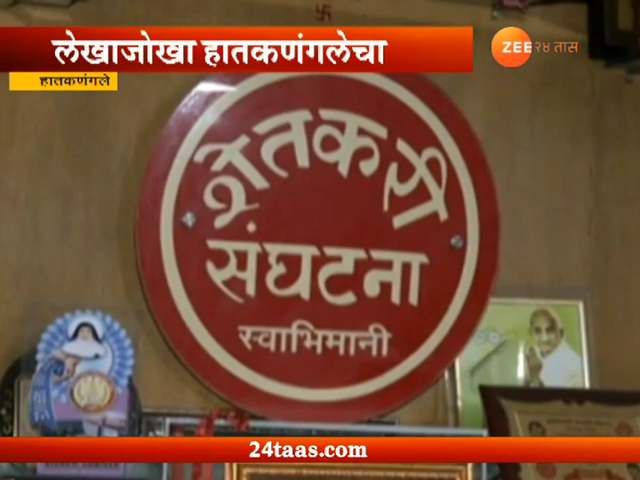 लेखाजोखा हातकणंगलेचा
ZEE २४ तास
हातकणंगले
शेतकरी
संघटना
स्वाभिमानी
24taas.com